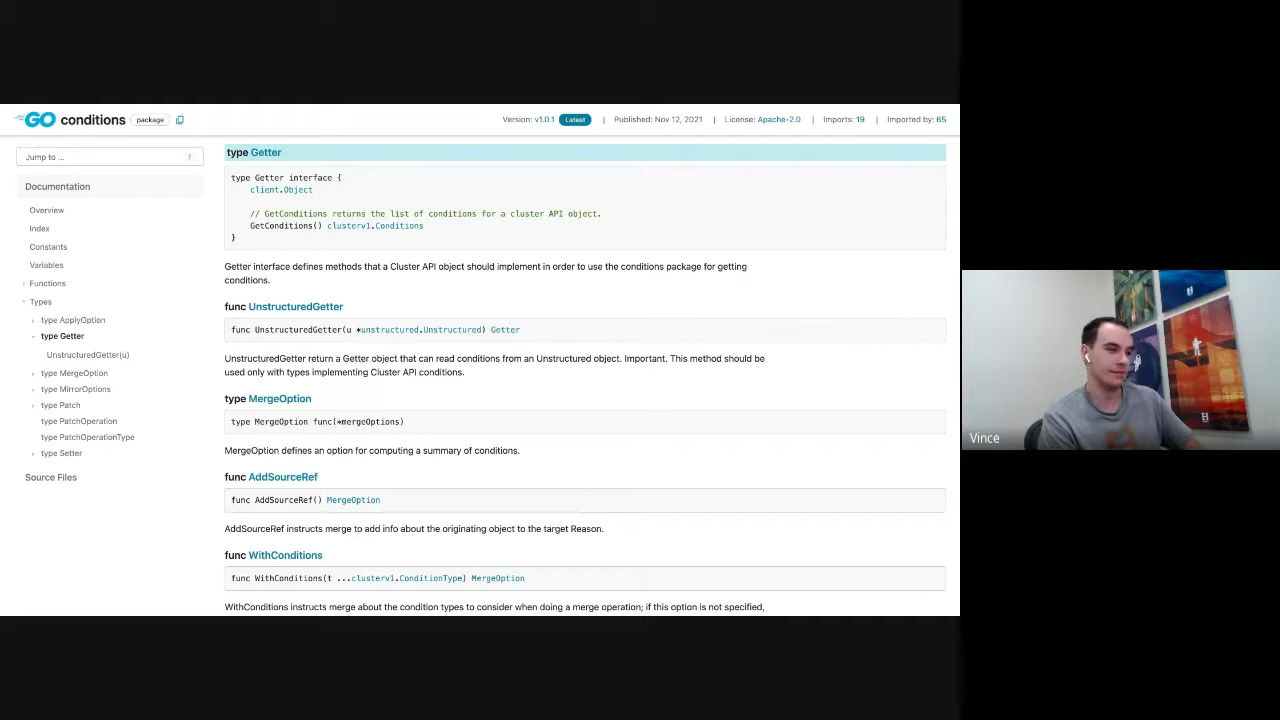 GO conditions package
Version: v1.0.1 Latest | Published: Nov 12, 2021 | License: Apache-2.0 | Imports: 19 | Imported by: 65
Jump to ... f
Documentation
Overview
Index
Constants
Variables
Functions
Types
type ApplyOption
type Getter
UnstructuredGetter(u)
type MergeOption
type MirrorOptions
type Patch
type PatchOperation
type PatchOperationType
type Setter
Source Files
type Getter
type Getter interface {
client.Object
// GetConditions returns the list of conditions for a cluster API object.
GetConditions() clusterv1.Conditions
}
Getter interface defines methods that a Cluster API object should implement in order to use the conditions package for getting
conditions.
func UnstructuredGetter
func UnstructuredGetter(u *unstructured.Unstructured) Getter
UnstructuredGetter return a Getter object that can read conditions from an Unstructured object. Important. This method should be
used only with types implementing Cluster API conditions.
type MergeOption
type MergeOption func(*mergeOptions)
MergeOption defines an option for computing a summary of conditions.
func AddSourceRef
func AddSourceRef() MergeOption
AddSourceRef instructs merge to add info about the originating object to the target Reason.
func WithConditions
func WithConditions(t ...clusterv1.ConditionType) MergeOption
WithConditions instructs merge about the condition types to consider when doing a merge operation; if this option is not specified,
Vince